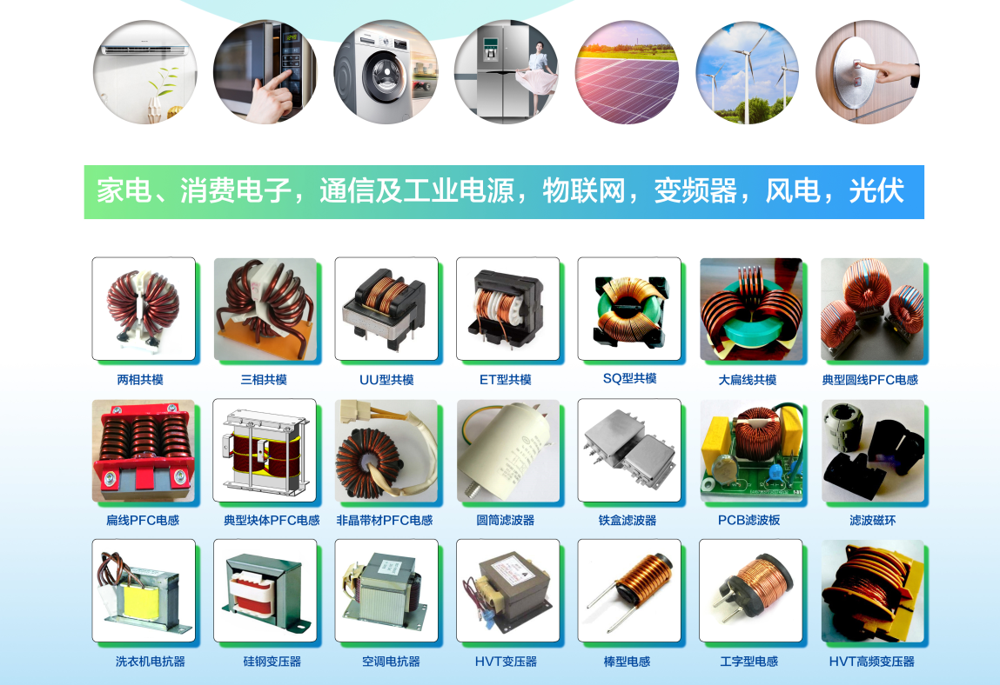 家电、消费电子，通信及工业电源，物联网，变频器，风电，光伏
两相共模
三相共模
UU型共模
ET型共模
SQ型共模
大扁线共模
典型圆线PFC电感
扁线PFC电感
典型块体PFC电感
非晶带材PFC电感
圆筒滤波器
铁盒滤波器
PCB滤波板
滤波磁环
洗衣机电抗器
硅钢变压器
空调电抗器
HVT变压器
棒型电感
工字型电感
HVT高频变压器